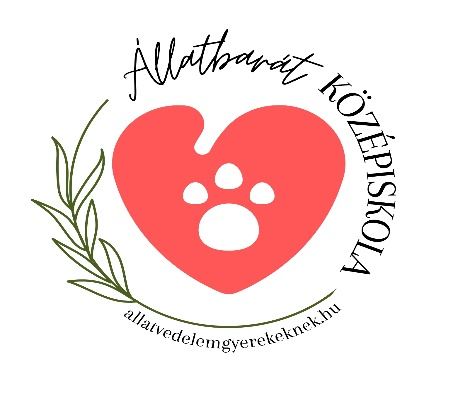 Állatbarát KÖZÉPISKOLA
allatvedelemgyerekeknek.hu